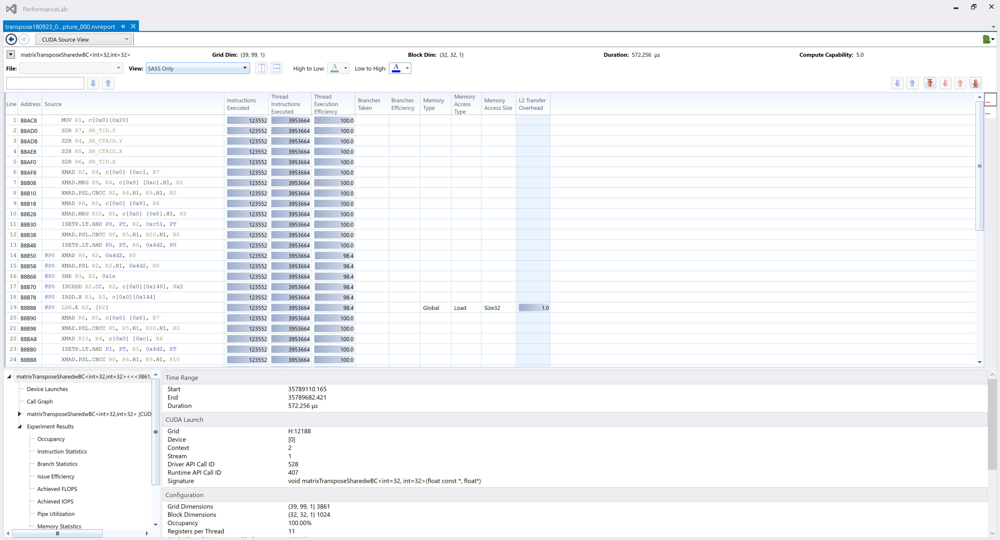 PerformanceLab
transpose180923_0...pture_000.nvreport
CUDA Source View
matrixTransposeSharedwBC<int=32,int=32> Grid Dim: {39, 99, 1} Block Dim: {32, 32, 1} Duration: 572.256 µs Compute Capability: 5.0
File: View: SASS Only High to Low: A Low to High: A
Line Address Source Instructions Executed Thread Instructions Executed Thread Execution Efficiency Branches Taken Branches Efficiency Memory Type Memory Access Type Memory Access Size L2 Transfer Overhead
1 B8AC8 MOV R1, c[0x0][0x20] 123552 3953664 100.0
2 B8AD0 S2R R7, SR_TID.Y 123552 3953664 100.0
3 B8AD8 S2R R4, SR_CTAID.Y 123552 3953664 100.0
4 B8AE8 S2R R5, SR_CTAID.X 123552 3953664 100.0
5 B8AF0 S2R R6, SR_TID.X 123552 3953664 100.0
6 B8AF8 XMAD R2, R4, c[0x0] [0xc], R7 123552 3953664 100.0
7 B8B08 XMAD.MRG R9, R4, c[0x0] [0xc].H1, RZ 123552 3953664 100.0
8 B8B10 XMAD.PSL.CBCC R2, R4.H1, R9.H1, R2 123552 3953664 100.0
9 B8B18 XMAD R0, R5, c[0x0] [0x8], R6 123552 3953664 100.0
10 B8B28 XMAD.MRG R10, R5, c[0x0] [0x8].H1, RZ 123552 3953664 100.0
11 B8B30 ISETP.LT.AND P0, PT, R2, 0xc51, PT 123552 3953664 100.0
12 B8B38 XMAD.PSL.CBCC R0, R5.H1, R10.H1, R0 123552 3953664 100.0
13 B8B48 ISETP.LT.AND P0, PT, R0, 0x4d2, P0 123552 3953664 100.0
14 B8B50 @P0 XMAD R0, R2, 0x4d2, R0 123552 3953664 98.4
15 B8B58 @P0 XMAD.PSL R2, R2.H1, 0x4d2, R0 123552 3953664 98.4
16 B8B68 @P0 SHR R3, R2, 0x1e 123552 3953664 98.4
17 B8B70 @P0 ISCADD R2.CC, R2, c[0x0][0x140], 0x2 123552 3953664 98.4
18 B8B78 @P0 IADD.X R3, R3, c[0x0][0x144] 123552 3953664 98.4
19 B8B88 @P0 LDG.E R2, [R2] 123552 3953664 98.4 Global Load Size32 1.0
20 B8B90 XMAD R0, R5, c[0x0] [0x8], R7 123552 3953664 100.0
21 B8B98 XMAD.PSL.CBCC R5, R5.H1, R10.H1, R0 123552 3953664 100.0
22 B8BA8 XMAD R10, R4, c[0x0] [0xc], R6 123552 3953664 100.0
23 B8BB0 ISETP.LT.AND P1, PT, R5, 0x4d2, PT 123552 3953664 100.0
24 B8BB8 XMAD.PSL.CBCC R0, R4.H1, R9.H1, R10 123552 3953664 100.0
matrixTransposeSharedwBC<int=32,int=32><<<3861,
Device Launches
Call Graph
matrixTransposeSharedwBC<int=32,int=32> [CUD
Experiment Results
Occupancy
Instruction Statistics
Branch Statistics
Issue Efficiency
Achieved FLOPS
Achieved IOPS
Pipe Utilization
Memory Statistics
Time Range
Start 35789110.165
End 35789682.421
Duration 572.256 µs
CUDA Launch
Grid H:12188
Device [0]
Context 2
Stream 1
Driver API Call ID 528
Runtime API Call ID 407
Signature void matrixTransposeSharedwBC<int=32, int=32>(float const *, float*)
Configuration
Grid Dimensions {39, 99, 1} 3861
Block Dimensions {32, 32, 1} 1024
Occupancy 100.00%
Registers per Thread 11